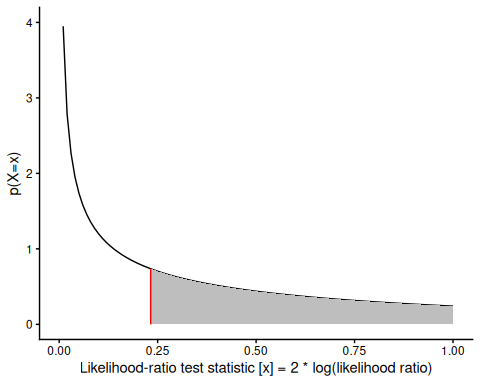 4
3
2
1
0
p(X=x)
0.00 0.25 0.50 0.75 1.00
Likelihood-ratio test statistic [x] = 2 * log(likelihood ratio)